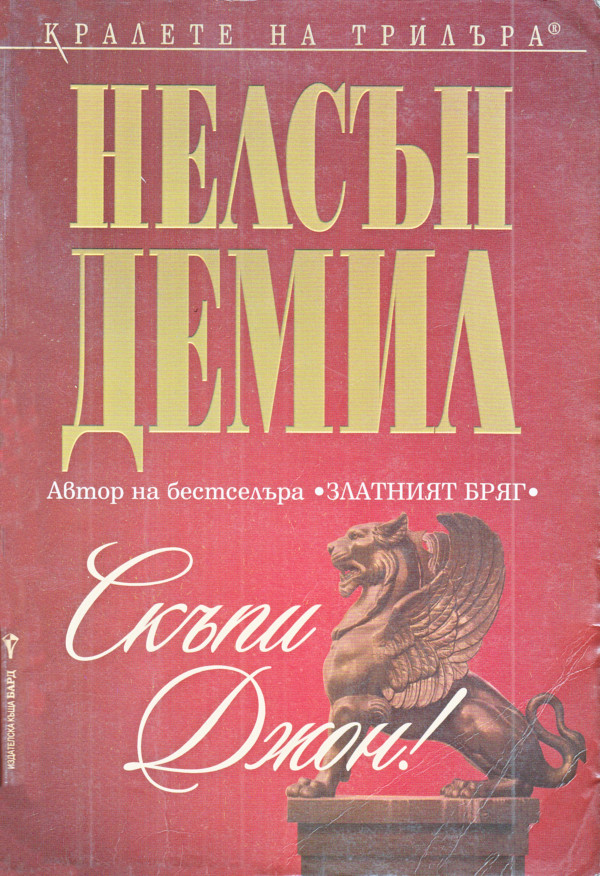 КРАЛЕТЕ НА ТРИЛЪРА®
НЕЛСЪН
ДЕМИЛ
Автор на бестселъра •ЗЛАТНИЯТ БРЯГ•
Скъпи
Джон!
ИЗДАТЕЛСКА КЪЩА БАРД